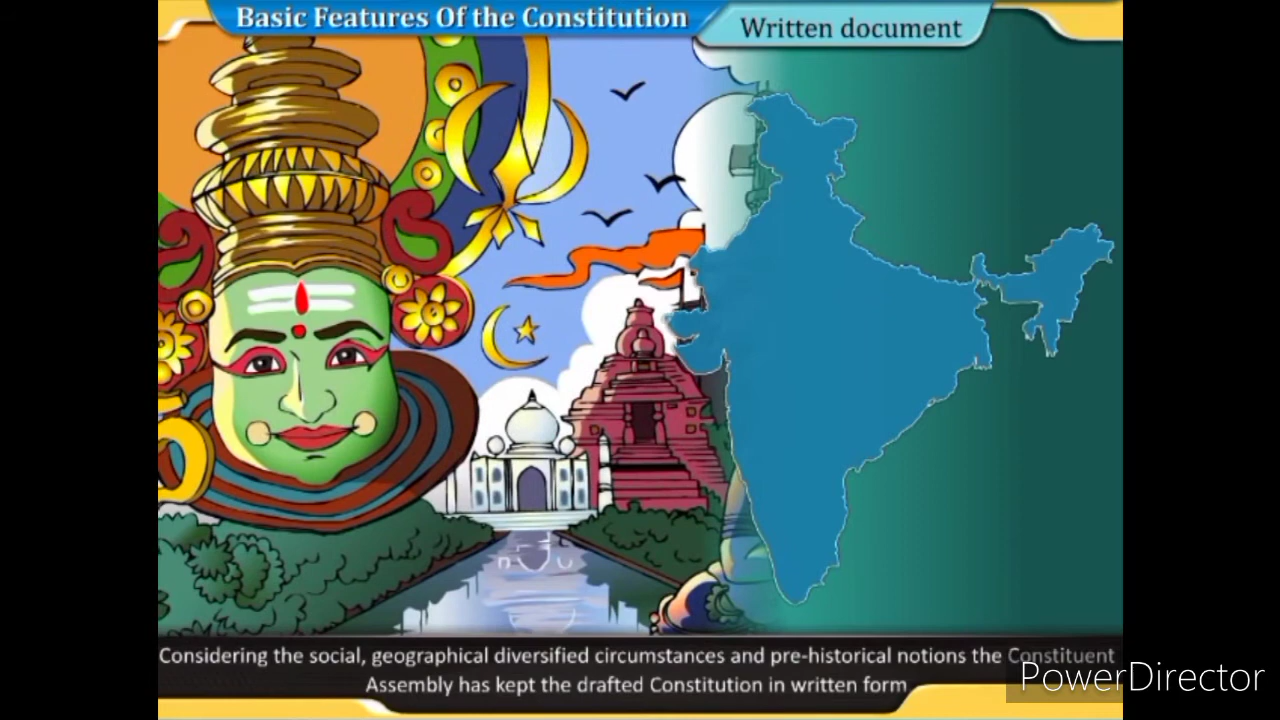 Basic Features Of the Constitution
Written document
Considering the social, geographical diversified circumstances and pre-historical notions the Constituent
Assembly has kept the drafted Constitution in written form
PowerDirector